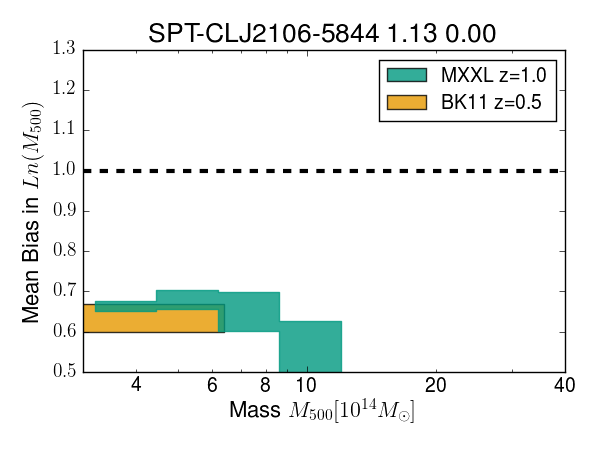 SPT-CLJ2106-5844 1.13 0.00
MXXL z=1.0
BK11 z=0.5
Mean Bias in Ln(M₅₀₀)
1.3
1.2
1.1
1.0
0.9
0.8
0.7
0.6
0.5
4 6 8 10 20 40
Mass M₅₀₀[10¹⁴M⊙]